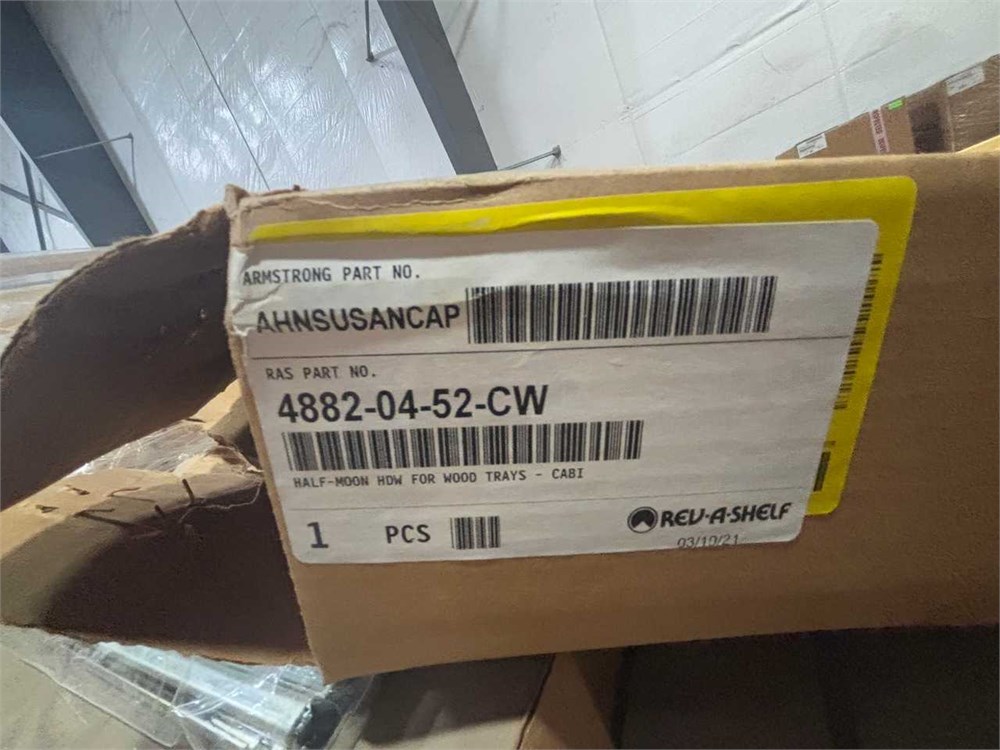 ARMSTRONG PART NO.
AHNSUSANCAP
RAS PART NO.
4882-04-52-CW
HALF-MOON HDW FOR WOOD TRAYS - CABI
1 PCS
REV-A-SHELF
03/10/21